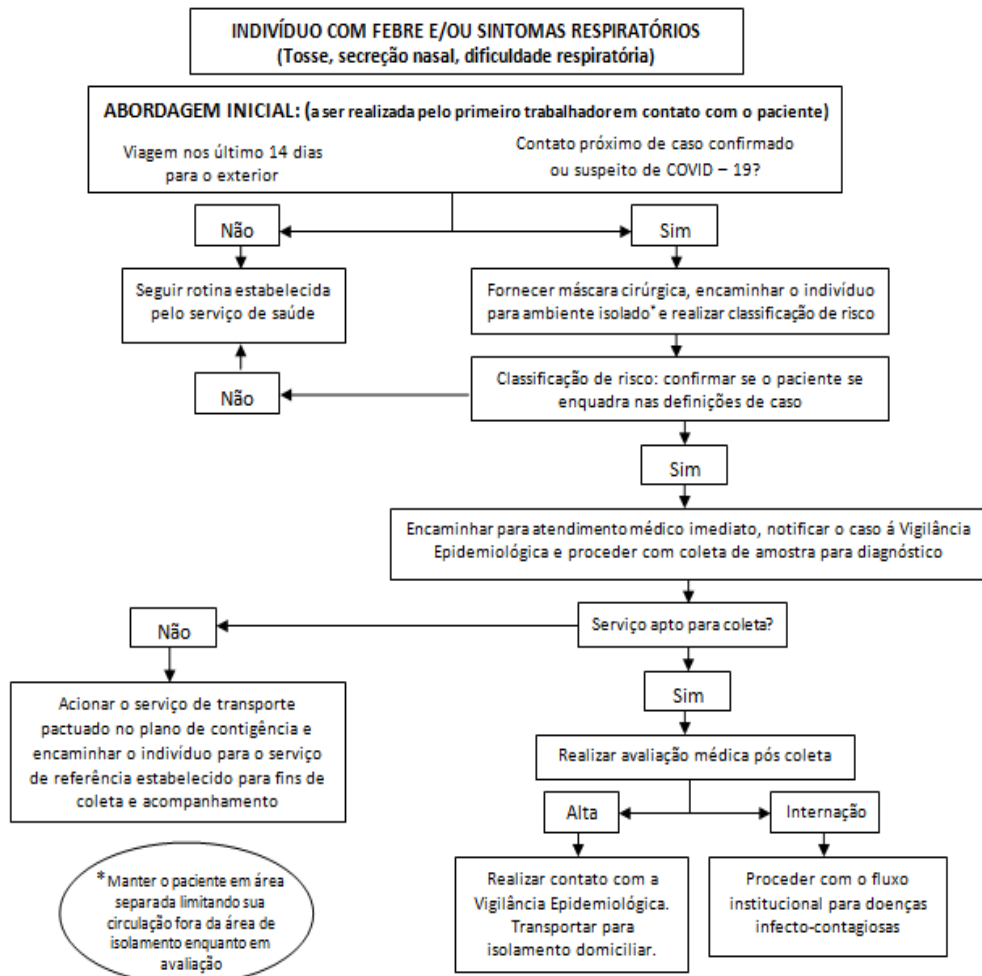 INDIVÍDUO COM FEBRE E/OU SINTOMAS RESPIRATÓRIOS
(Tosse, secreção nasal, dificuldade respiratória)
ABORDAGEM INICIAL: (a ser realizada pelo primeiro trabalhador em contato com o paciente)
Viagem nos último 14 dias
para o exterior
Contato próximo de caso confirmado
ou suspeito de COVID – 19?
Não
Sim
Seguir rotina estabelecida
pelo serviço de saúde
Fornecer máscara cirúrgica, encaminhar o indivíduo
para ambiente isolado* e realizar classificação de risco
Não
Classificação de risco: confirmar se o paciente se
enquadra nas definições de caso
Sim
Encaminhar para atendimento médico imediato, notificar o caso á Vigilância
Epidemiológica e proceder com coleta de amostra para diagnóstico
Não
Serviço apto para coleta?
Acionar o serviço de transporte
pactuado no plano de contigência e
encaminhar o indivíduo para o serviço
de referência estabelecido para fins de
coleta e acompanhamento
Sim
Realizar avaliação médica pós coleta
Alta
Internação
Realizar contato com a
Vigilância Epidemiológica.
Transportar para
isolamento domiciliar.
Proceder com o fluxo
institucional para doenças
infecto-contagiosas
*Manter o paciente em área
separada limitando sua
circulação fora da área de
isolamento enquanto em
avaliação